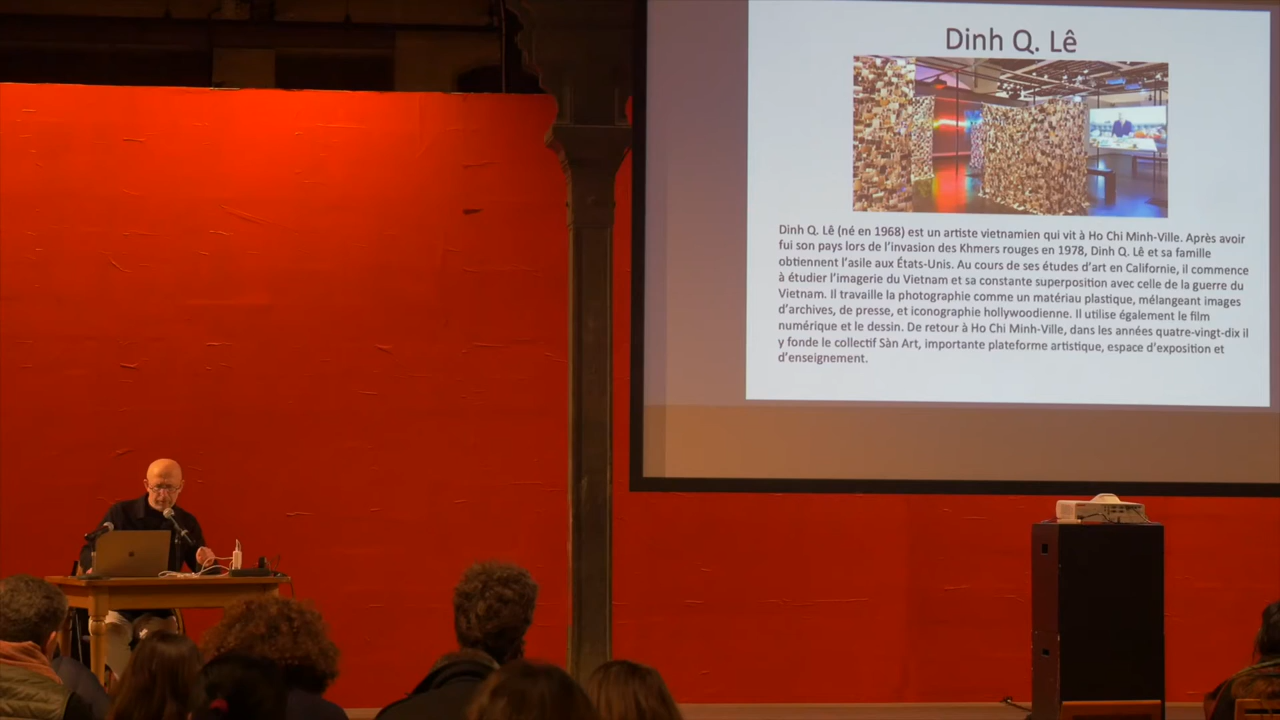 Dinh Q. Lê
Dinh Q. Lê (né en 1968) est un artiste vietnamien qui vit à Ho Chi Minh-Ville. Après avoir
fui son pays lors de l'invasion des Khmers rouges en 1978, Dinh Q. Lê et sa famille
obtiennent l'asile aux États-Unis. Au cours de ses études d'art en Californie, il commence
à étudier l'imagerie du Vietnam et sa constante superposition avec celle de la guerre du
Vietnam. Il travaille la photographie comme un matériau plastique, mélangeant images
d'archives, de presse, et iconographie hollywoodienne. Il utilise également le film
numérique et le dessin. De retour à Ho Chi Minh-Ville, dans les années quatre-vingt-dix il
y fonde le collectif Sàn Art, importante plateforme artistique, espace d'exposition et
d'enseignement.